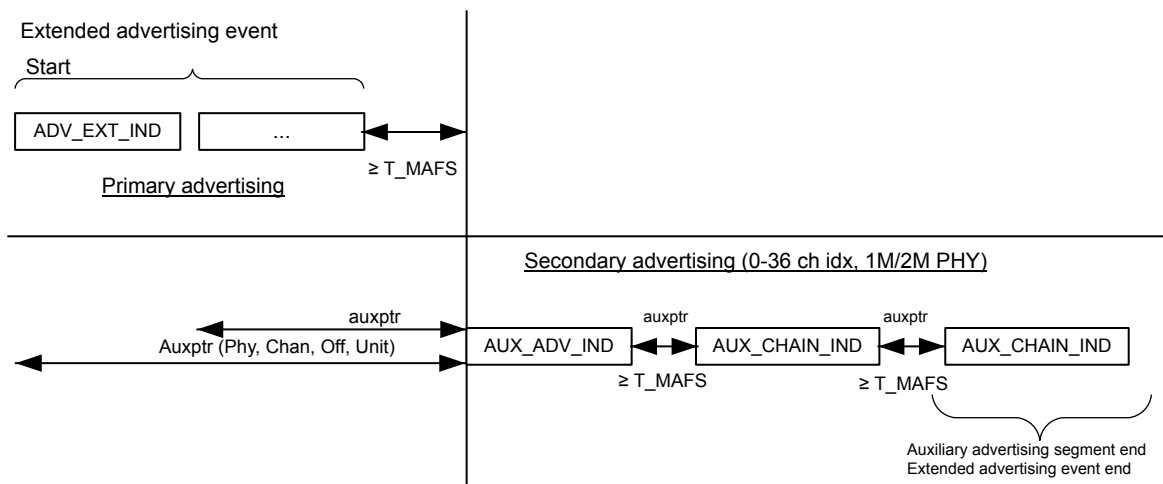 Extended advertising event
Start
ADV_EXT_IND
...
≥ T_MAFS
Primary advertising
Secondary advertising (0-36 ch idx, 1M/2M PHY)
auxptr
Auxptr (Phy, Chan, Off, Unit)
AUX_ADV_IND
auxptr
≥ T_MAFS
AUX_CHAIN_IND
auxptr
≥ T_MAFS
AUX_CHAIN_IND
Auxiliary advertising segment end
Extended advertising event end